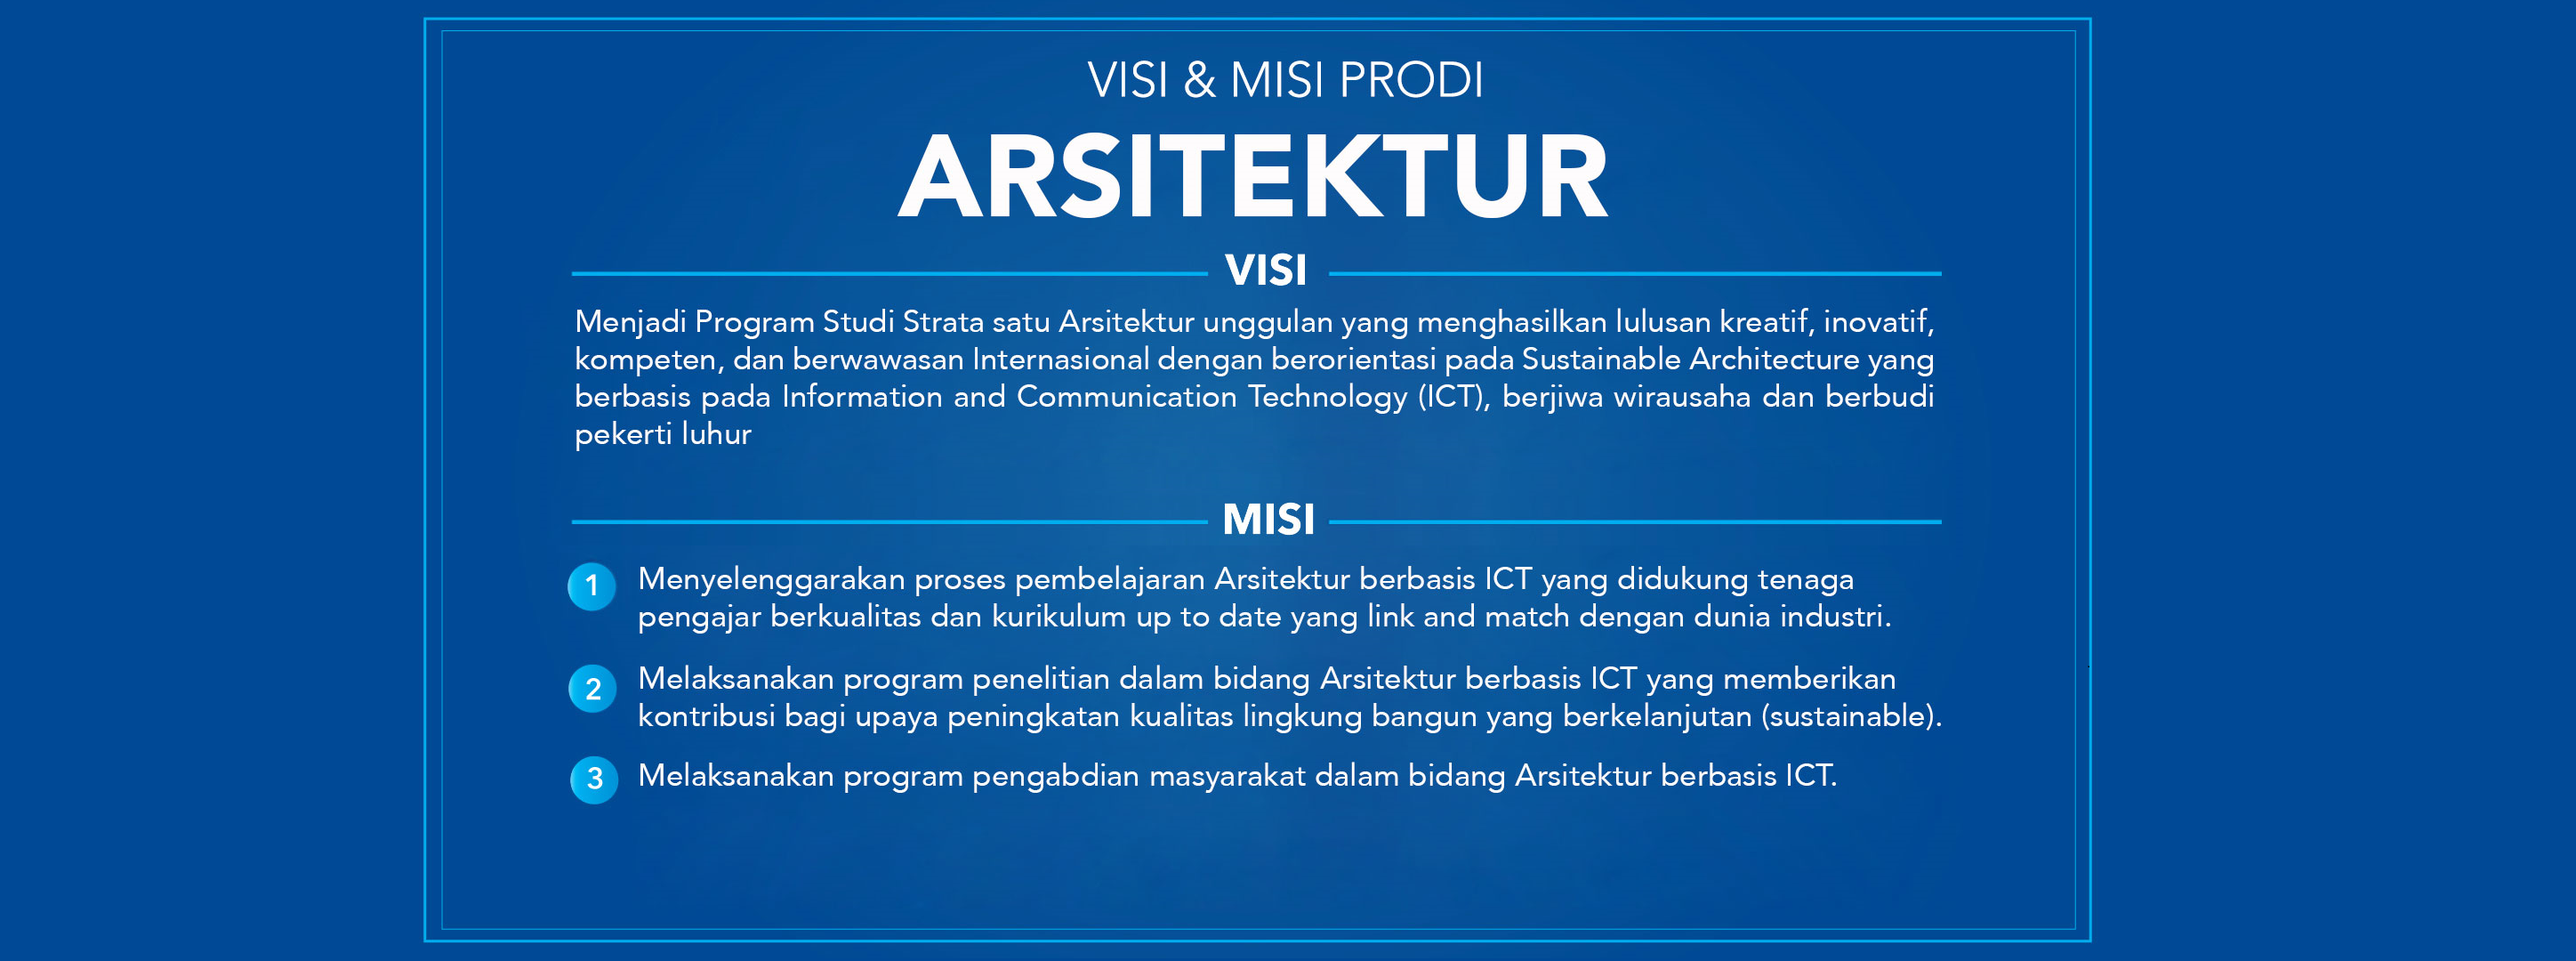 VISI & MISI PRODI
ARSITEKTUR
VISI
Menjadi Program Studi Strata satu Arsitektur unggulan yang menghasilkan lulusan kreatif, inovatif,
kompeten, dan berwawasan Internasional dengan berorientasi pada Sustainable Architecture yang
berbasis pada Information and Communication Technology (ICT), berjiwa wirausaha dan berbudi
pekerti luhur
MISI
1 Menyelenggarakan proses pembelajaran Arsitektur berbasis ICT yang didukung tenaga
pengajar berkualitas dan kurikulum up to date yang link and match dengan dunia industri.
2 Melaksanakan program penelitian dalam bidang Arsitektur berbasis ICT yang memberikan
kontribusi bagi upaya peningkatan kualitas lingkung bangun yang berkelanjutan (sustainable).
3 Melaksanakan program pengabdian masyarakat dalam bidang Arsitektur berbasis ICT.